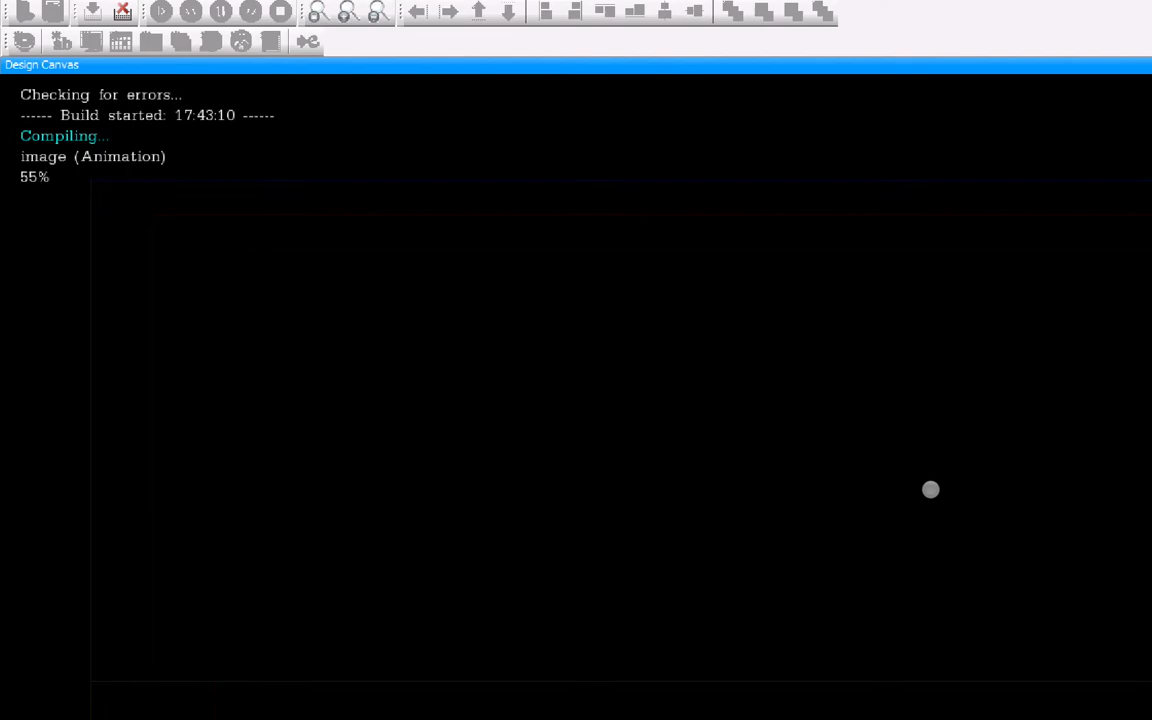 Design Canvas
Checking for errors...
------ Build started: 17:43:10 ------
Compiling...
image (Animation)
55%